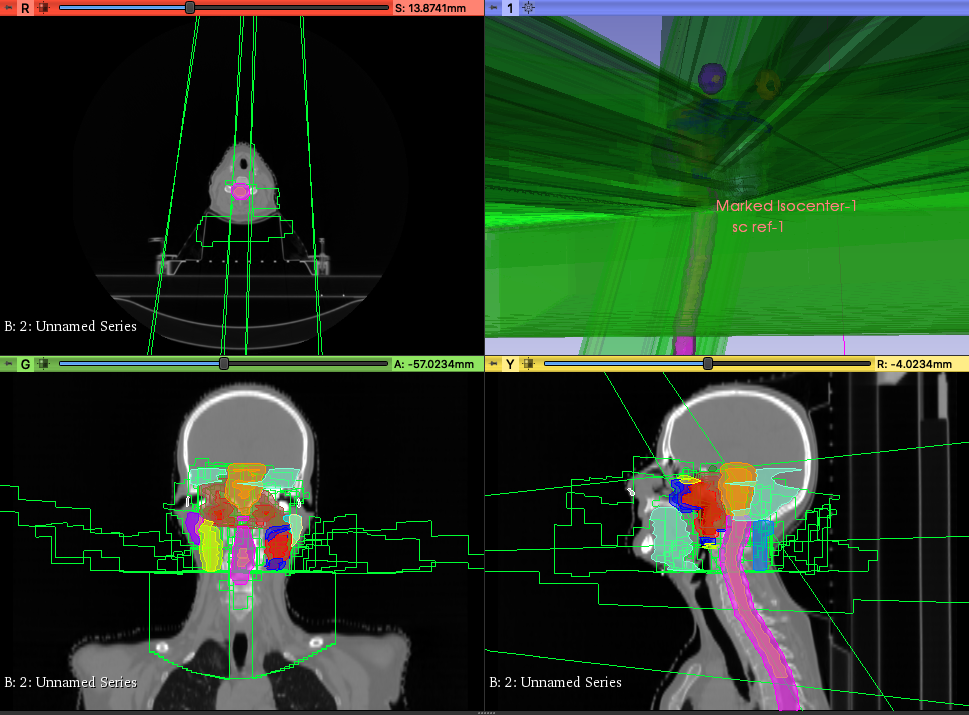 R
S: 13.8741mm
1
B: 2: Unnamed Series
Marked Isocenter-1
sc ref-1
G
A: -57.0234mm
Y
R: -4.0234mm
B: 2: Unnamed Series
B: 2: Unnamed Series